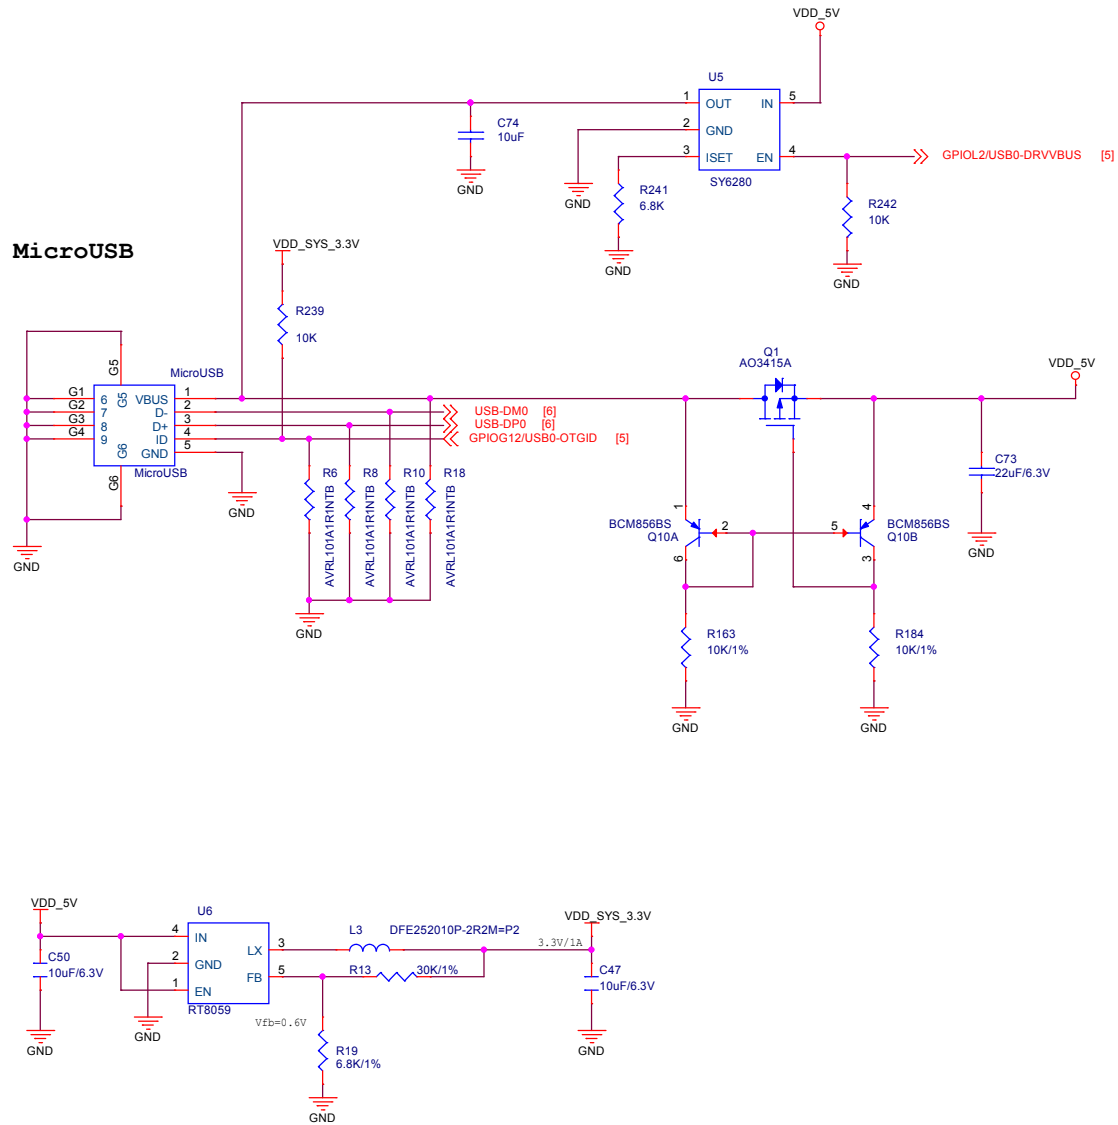 VDD_5V
U5
1 OUT IN 5
2 GND
3 ISET EN 4
SY6280
C74
10uF
GND
GND
R241
6.8K
GND
GPIOL2/USB0-DRVVBUS [5]
R242
10K
GND
MicroUSB
VDD_SYS_3.3V
R239
10K
G5
MicroUSB
G1 6 G5 VBUS 1
G2 7 D- 2
G3 8 D+ 3
G4 9 ID 4
G6 GND 5
MicroUSB
G6
GND
GND
USB-DM0 [6]
USB-DP0 [6]
GPIOG12/USB0-OTGID [5]
R6
AVRL101A1R1NTB
R8
AVRL101A1R1NTB
R10
AVRL101A1R1NTB
R18
AVRL101A1R1NTB
GND
Q1
AO3415A
VDD_5V
C73
22uF/6.3V
GND
1
BCM856BS
Q10A
2
6
4
5
BCM856BS
Q10B
3
R163
10K/1%
GND
R184
10K/1%
GND
VDD_5V
C50
10uF/6.3V
GND
U6
4 IN LX 3
2 GND
1 EN FB 5
RT8059
GND
L3 DFE252010P-2R2M=P2
R13 30K/1%
Vfb=0.6V
R19
6.8K/1%
GND
3.3V/1A
VDD_SYS_3.3V
C47
10uF/6.3V
GND